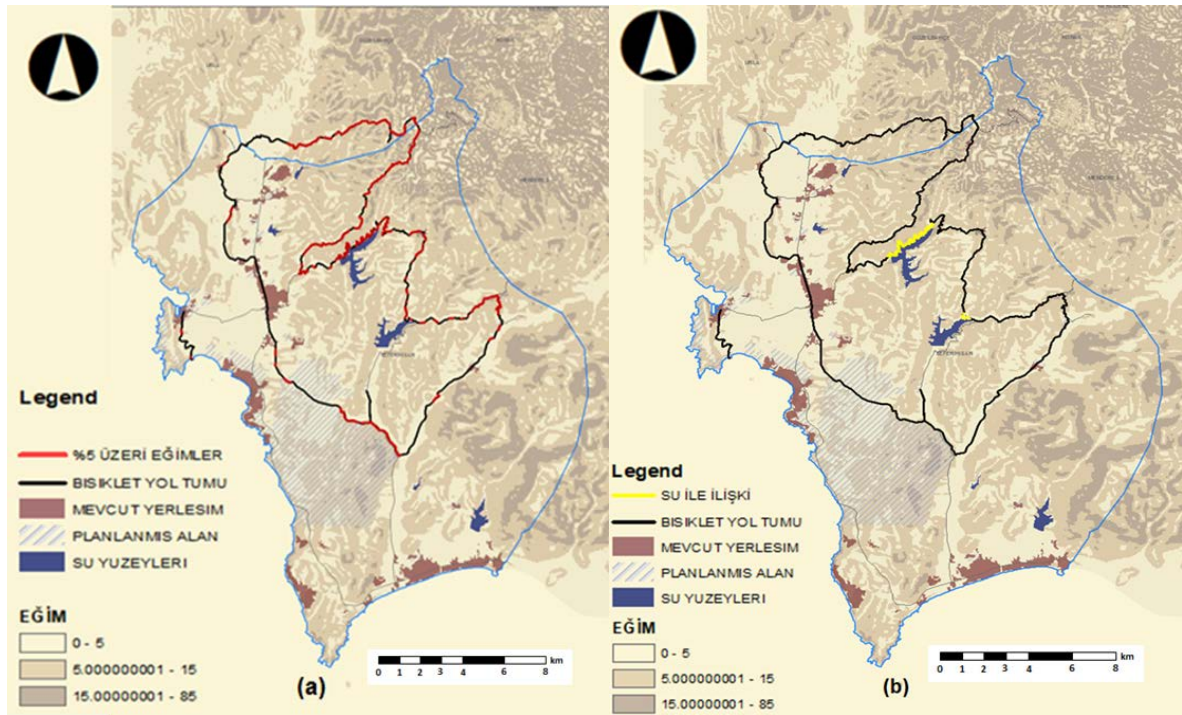 Legend
%5 ÜZERİ EĞİMLER
BISIKLET YOL TUMU
MEVCUT YERLESIM
PLANLANMIS ALAN
SU YUZEYLERI
EĞİM
0 - 5
5.000000001 - 15
15.00000001 - 85
0 1 2 3 4 6 8 km
(a)
Legend
SU İLE İLİŞKİ
BISIKLET YOL TUMU
MEVCUT YERLESIM
PLANLANMIS ALAN
SU YUZEYLERI
EĞİM
0 - 5
5.000000001 - 15
15.00000001 - 85
0 1 2 3 4 6 8 km
(b)